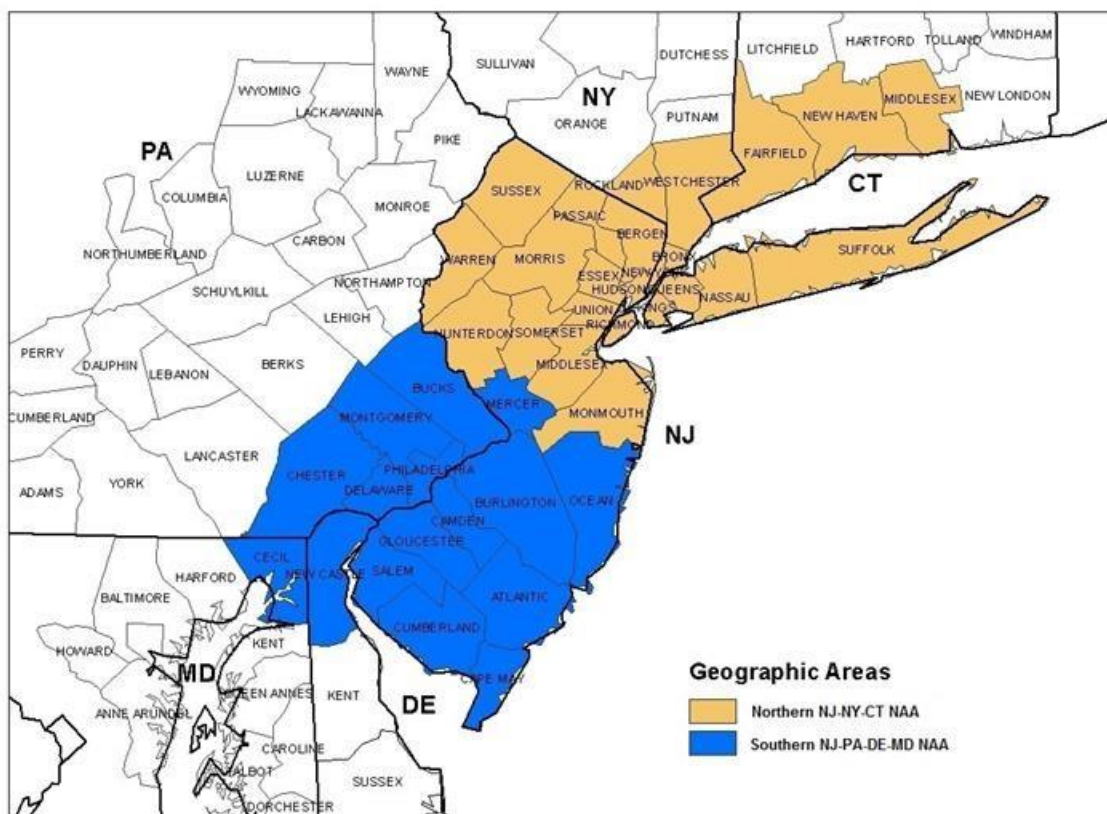 DUTCHESS
LITCHFIELD
HARTFORD
TOLLAND
WINDHAM
WAYNE
SULLIVAN
WYOMING
LACKAWANNA
NY
ORANGE
PUTNAM
MIDDLESEX
NEW LONDON
NEW HAVEN
PIKE
PA
FAIRFIELD
LUZERNE
SUSSEX
ROCKLAND
WESTCHESTER
CT
COLUMBIA
MONROE
PASSAIC
BERGEN
CARBON
NORTHUMBERLAND
WARREN
MORRIS
BRONX
SUFFOLK
ESSEX
NEW YORK
NORTHAMPTON
SCHUYLKILL
HUDSON
QUEENS
NASSAU
LEHIGH
UNION
KINGS
RICHMOND
HUNTERDON
SOMERSET
PERRY
DAUPHIN
LEBANON
BERKS
MIDDLESEX
BUCKS
MERCER
CUMBERLAND
MONTGOMERY
MONMOUTH
NJ
LANCASTER
PHILADELPHIA
CHESTER
YORK
ADAMS
DELAWARE
BURLINGTON
OCEAN
CAMDEN
GLOUCESTER
CECIL
NEW CASTLE
SALEM
HARFORD
BALTIMORE
ATLANTIC
CUMBERLAND
HOWARD
KENT
MD
CAPE MAY
QUEEN ANNES
KENT
DE
ANNE ARUNDEL
CAROLINE
TALBOT
SUSSEX
DORCHESTER
Geographic Areas
Northern NJ-NY-CT NAA
Southern NJ-PA-DE-MD NAA